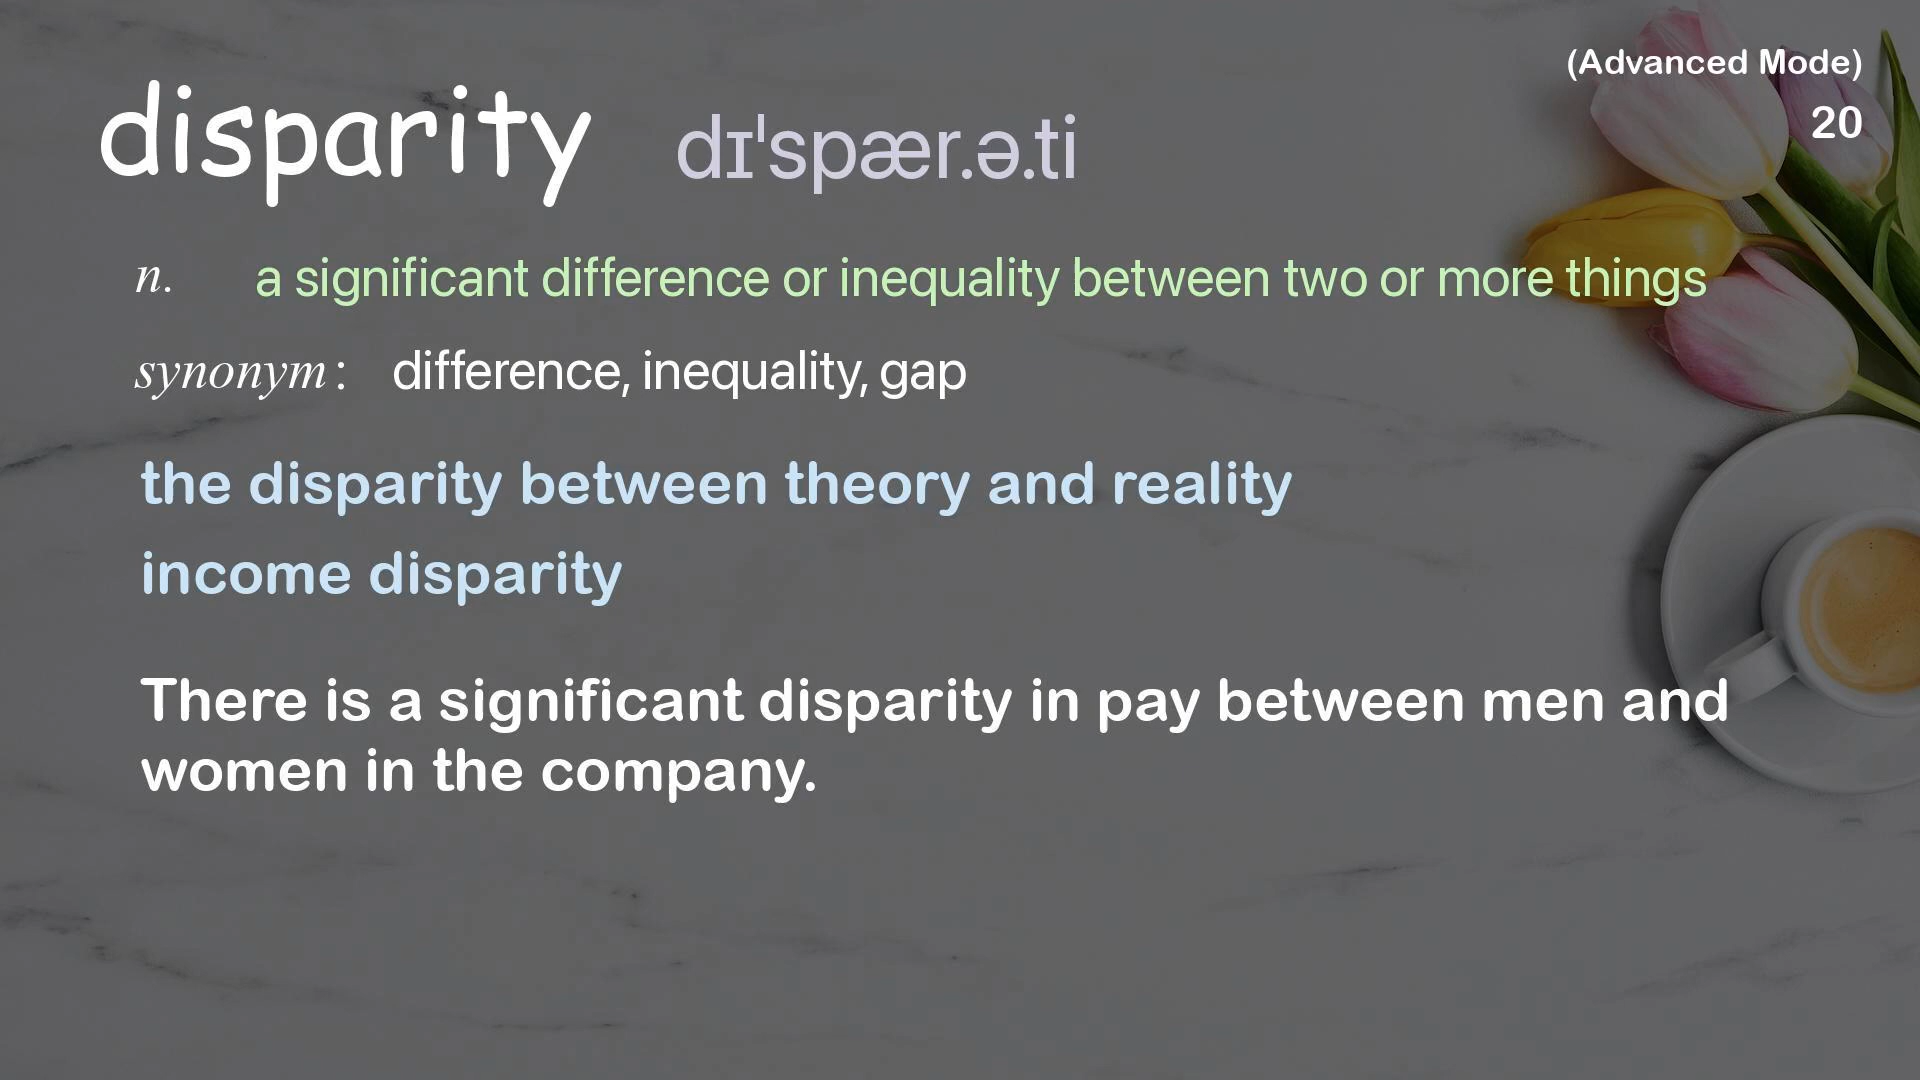 (Advanced Mode)
disparity dɪˈspær.ə.ti
20
n. a significant difference or inequality between two or more things
synonym: difference, inequality, gap
the disparity between theory and reality
income disparity
There is a significant disparity in pay between men and
women in the company.